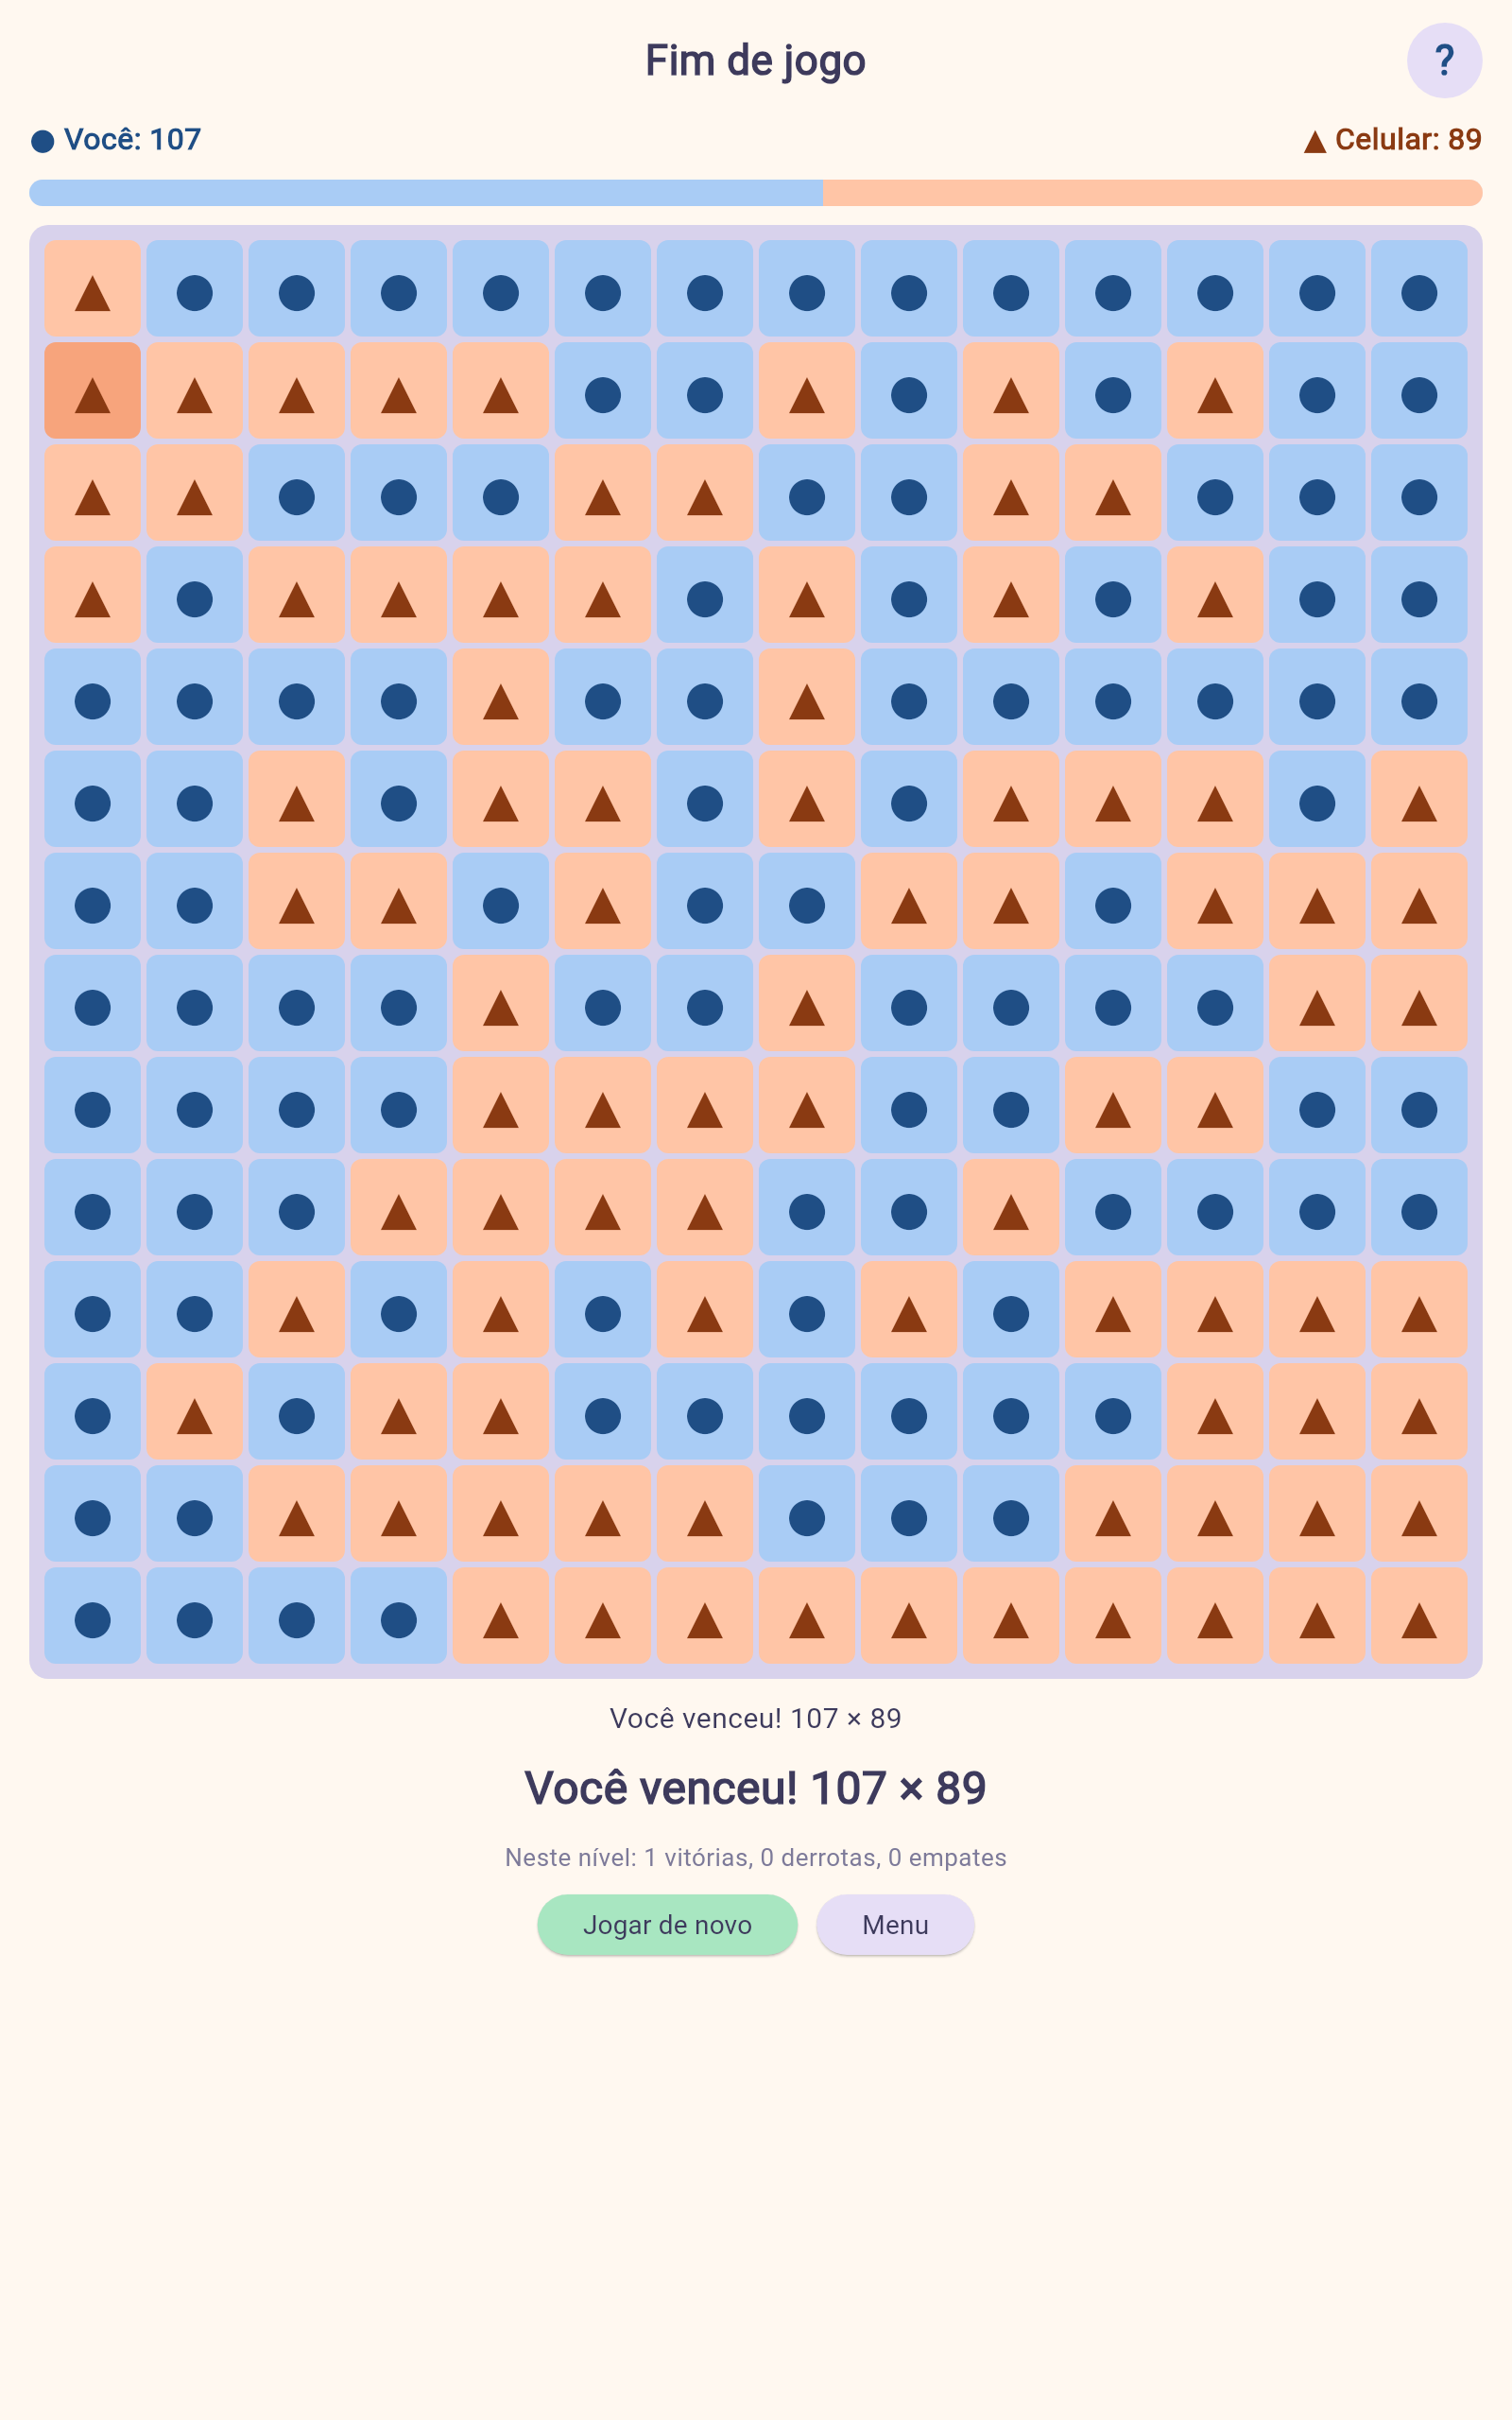 Fim de jogo
?
Você: 107
Celular: 89
Você venceu! 107 × 89
Você venceu! 107 × 89
Neste nível: 1 vitórias, 0 derrotas, 0 empates
Jogar de novo
Menu